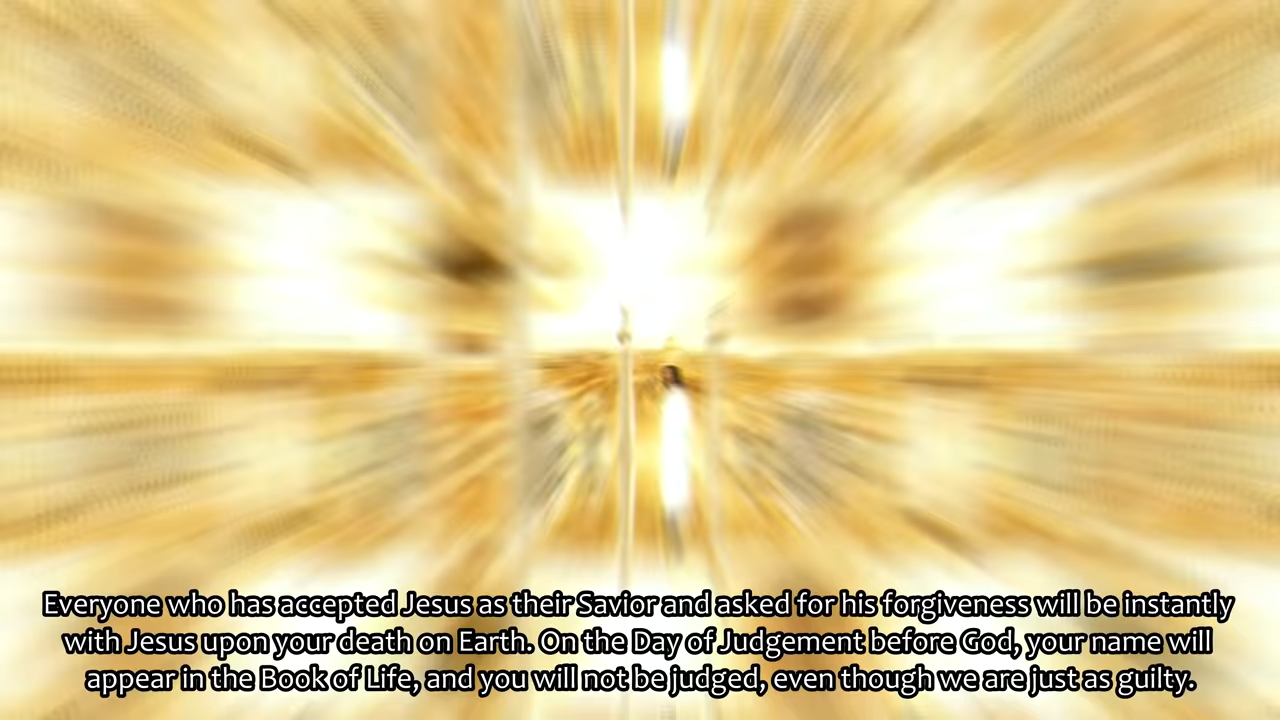 Everyone who has accepted Jesus as their Savior and asked for his forgiveness will be instantly
with Jesus upon your death on Earth. On the Day of Judgement before God, your name will
appear in the Book of Life, and you will not be judged, even though we are just as guilty.